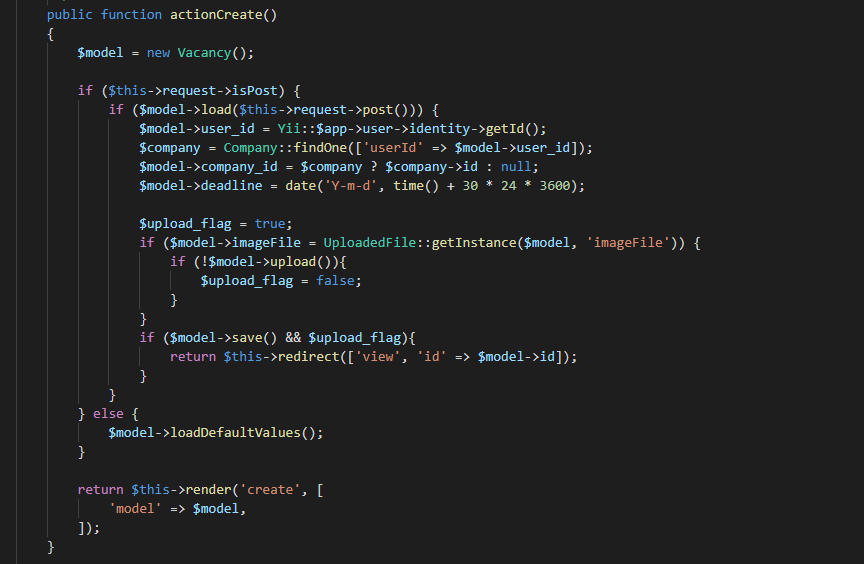 public function actionCreate()
{
$model = new Vacancy();
if ($this->request->isPost) {
if ($model->load($this->request->post())) {
$model->user_id = Yii::$app->user->identity->getId();
$company = Company::findOne(['userId' => $model->user_id]);
$model->company_id = $company ? $company->id : null;
$model->deadline = date('Y-m-d', time() + 30 * 24 * 3600);
$upload_flag = true;
if ($model->imageFile = UploadedFile::getInstance($model, 'imageFile')) {
if (!$model->upload()){
$upload_flag = false;
}
}
if ($model->save() && $upload_flag){
return $this->redirect(['view', 'id' => $model->id]);
}
}
} else {
$model->loadDefaultValues();
}
return $this->render('create', [
'model' => $model,
]);
}